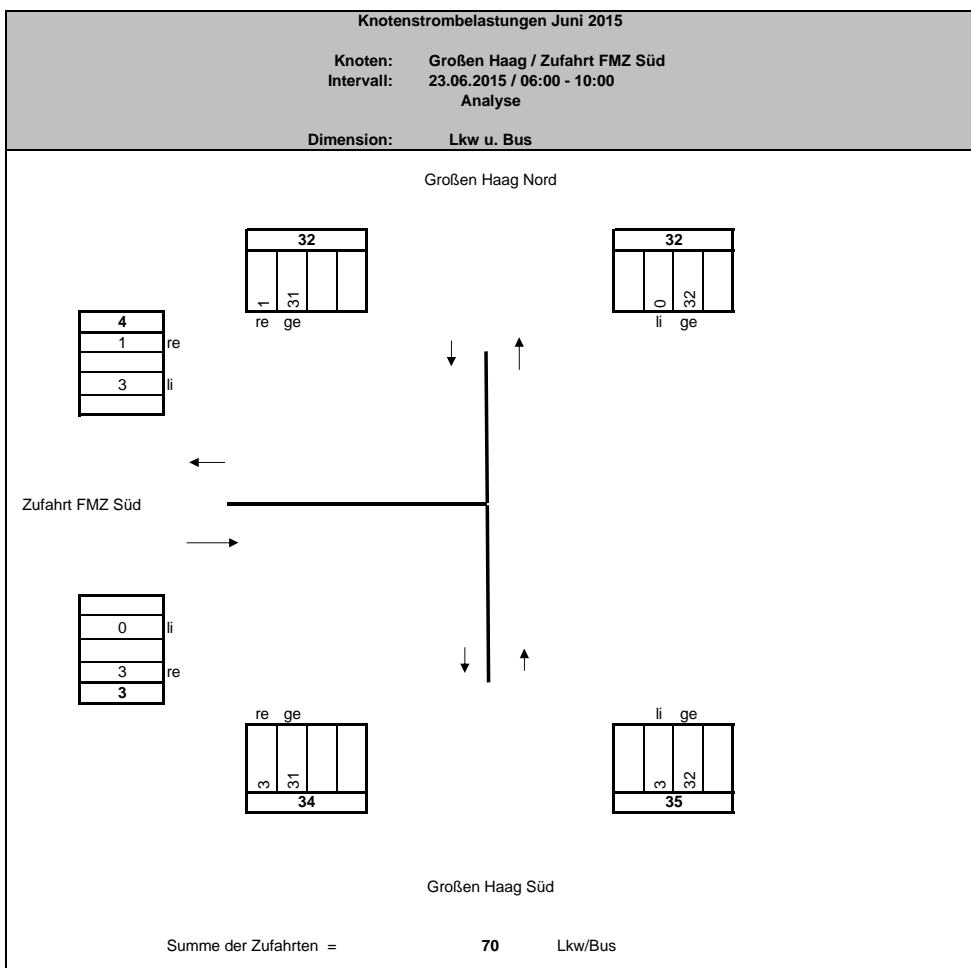 Knotenstrombelastungen Juni 2015
Knoten: Großen Haag / Zufahrt FMZ Süd
Intervall: 23.06.2015 / 06:00 - 10:00
Analyse
Dimension: Lkw u. Bus
Großen Haag Nord
32 32
1 31 0 32
re ge li ge
4
1 re
3 li
Zufahrt FMZ Süd
0 li
3 re
3
re ge li ge
3 31 3 32
34 35
Großen Haag Süd
Summe der Zufahrten = 70 Lkw/Bus